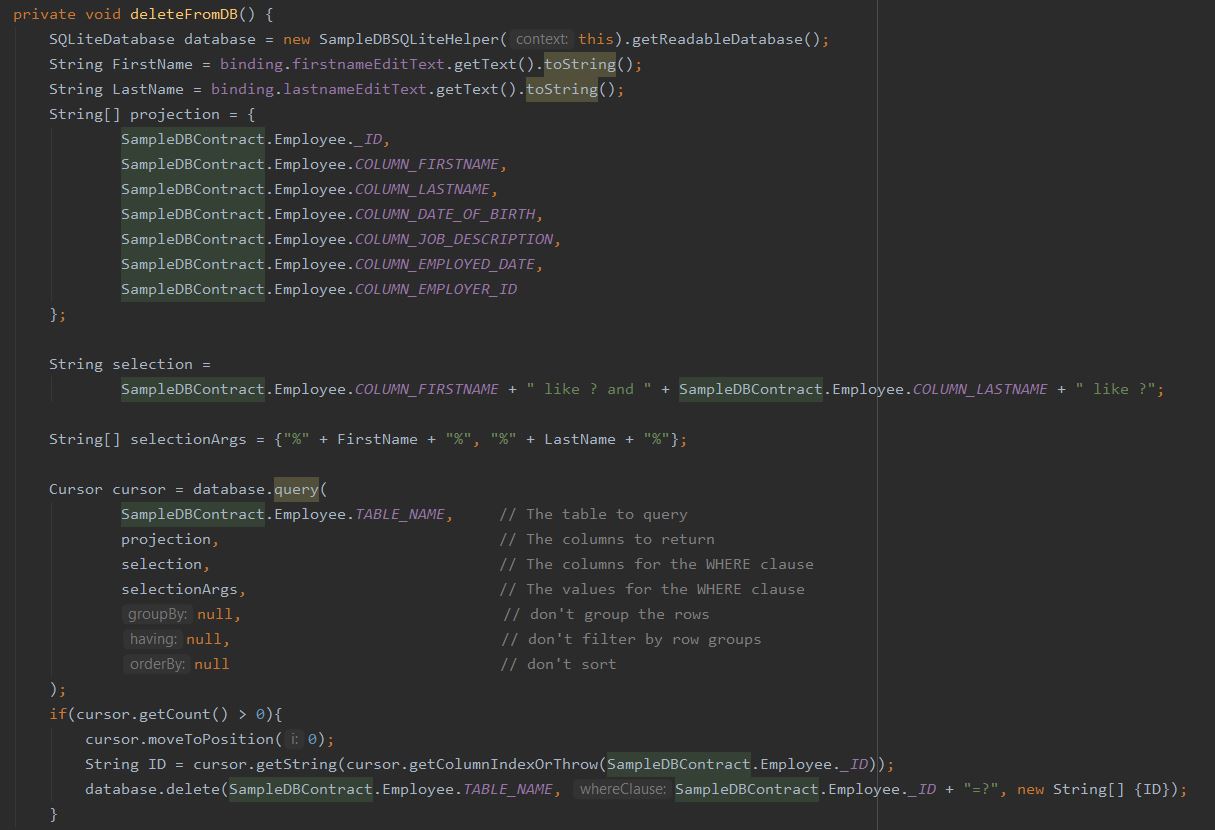 private void deleteFromDB() {
SQLiteDatabase database = new SampleDBSQLiteHelper( context: this).getReadableDatabase();
String FirstName = binding.firstnameEditText.getText().toString();
String LastName = binding.lastnameEditText.getText().toString();
String[] projection = {
SampleDBContract.Employee._ID,
SampleDBContract.Employee.COLUMN_FIRSTNAME,
SampleDBContract.Employee.COLUMN_LASTNAME,
SampleDBContract.Employee.COLUMN_DATE_OF_BIRTH,
SampleDBContract.Employee.COLUMN_JOB_DESCRIPTION,
SampleDBContract.Employee.COLUMN_EMPLOYED_DATE,
SampleDBContract.Employee.COLUMN_EMPLOYER_ID
};
String selection =
SampleDBContract.Employee.COLUMN_FIRSTNAME + " like ? and " + SampleDBContract.Employee.COLUMN_LASTNAME + " like ?";
String[] selectionArgs = {"%" + FirstName + "%", "%" + LastName + "%"};
Cursor cursor = database.query(
SampleDBContract.Employee.TABLE_NAME, // The table to query
projection, // The columns to return
selection, // The columns for the WHERE clause
selectionArgs, // The values for the WHERE clause
groupBy: null, // don't group the rows
having: null, // don't filter by row groups
orderBy: null // don't sort
);
if(cursor.getCount() > 0){
cursor.moveToPosition( i: 0);
String ID = cursor.getString(cursor.getColumnIndexOrThrow(SampleDBContract.Employee._ID));
database.delete(SampleDBContract.Employee.TABLE_NAME, whereClause: SampleDBContract.Employee._ID + "=?", new String[] {ID});
}